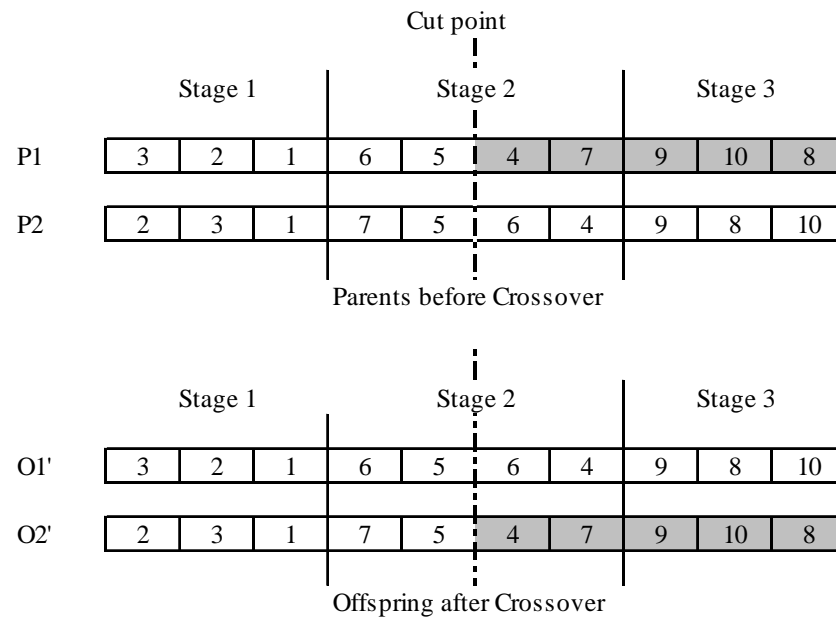 Cut point
Stage 1 Stage 2 Stage 3
P1 3 2 1 6 5 4 7 9 10 8
P2 2 3 1 7 5 6 4 9 8 10
Parents before Crossover
Stage 1 Stage 2 Stage 3
O1' 3 2 1 6 5 6 4 9 8 10
O2' 2 3 1 7 5 4 7 9 10 8
Offspring after Crossover